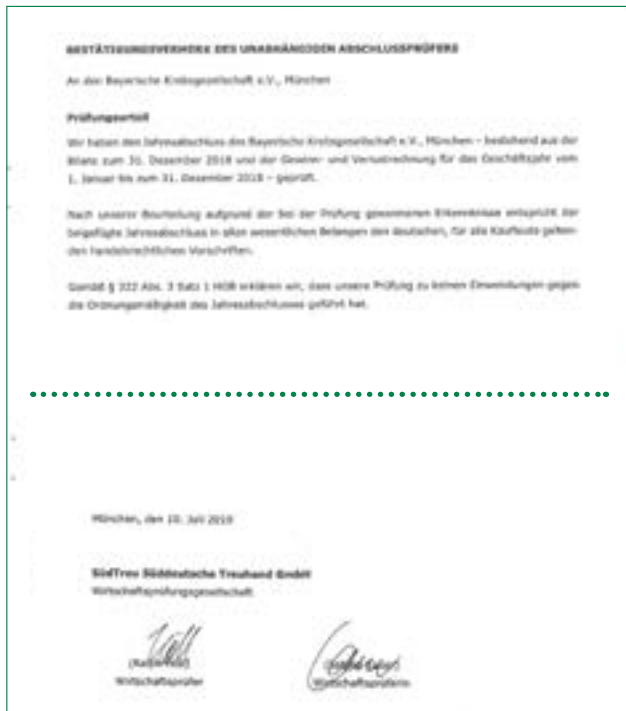 BESTÄTIGUNGSVERMERK DES UNABHÄNGIGEN ABSCHLUSSPRÜFERS
An den Bayerische Krebsgesellschaft e.V., München
Prüfungsurteil
Wir haben den Jahresabschluss des Bayerische Krebsgesellschaft e.V., München – bestehend aus der
Bilanz zum 31. Dezember 2018 und der Gewinn- und Verlustrechnung für das Geschäftsjahr vom
1. Januar bis zum 31. Dezember 2018 – geprüft.
Nach unserer Beurteilung aufgrund der bei der Prüfung gewonnenen Erkenntnisse entspricht der
beigefügte Jahresabschluss in allen wesentlichen Belangen den deutschen, für alle Kaufleute gelten-
den handelsrechtlichen Vorschriften.
Gemäß § 322 Abs. 3 Satz 1 HGB erklären wir, dass unsere Prüfung zu keinen Einwendungen gegen
die Ordnungsmäßigkeit des Jahresabschlusses geführt hat.
München, den 10. Juli 2019
SüdTreu Süddeutsche Treuhand GmbH
Wirtschaftsprüfungsgesellschaft
Wirtschaftsprüfer
Wirtschaftsprüferin